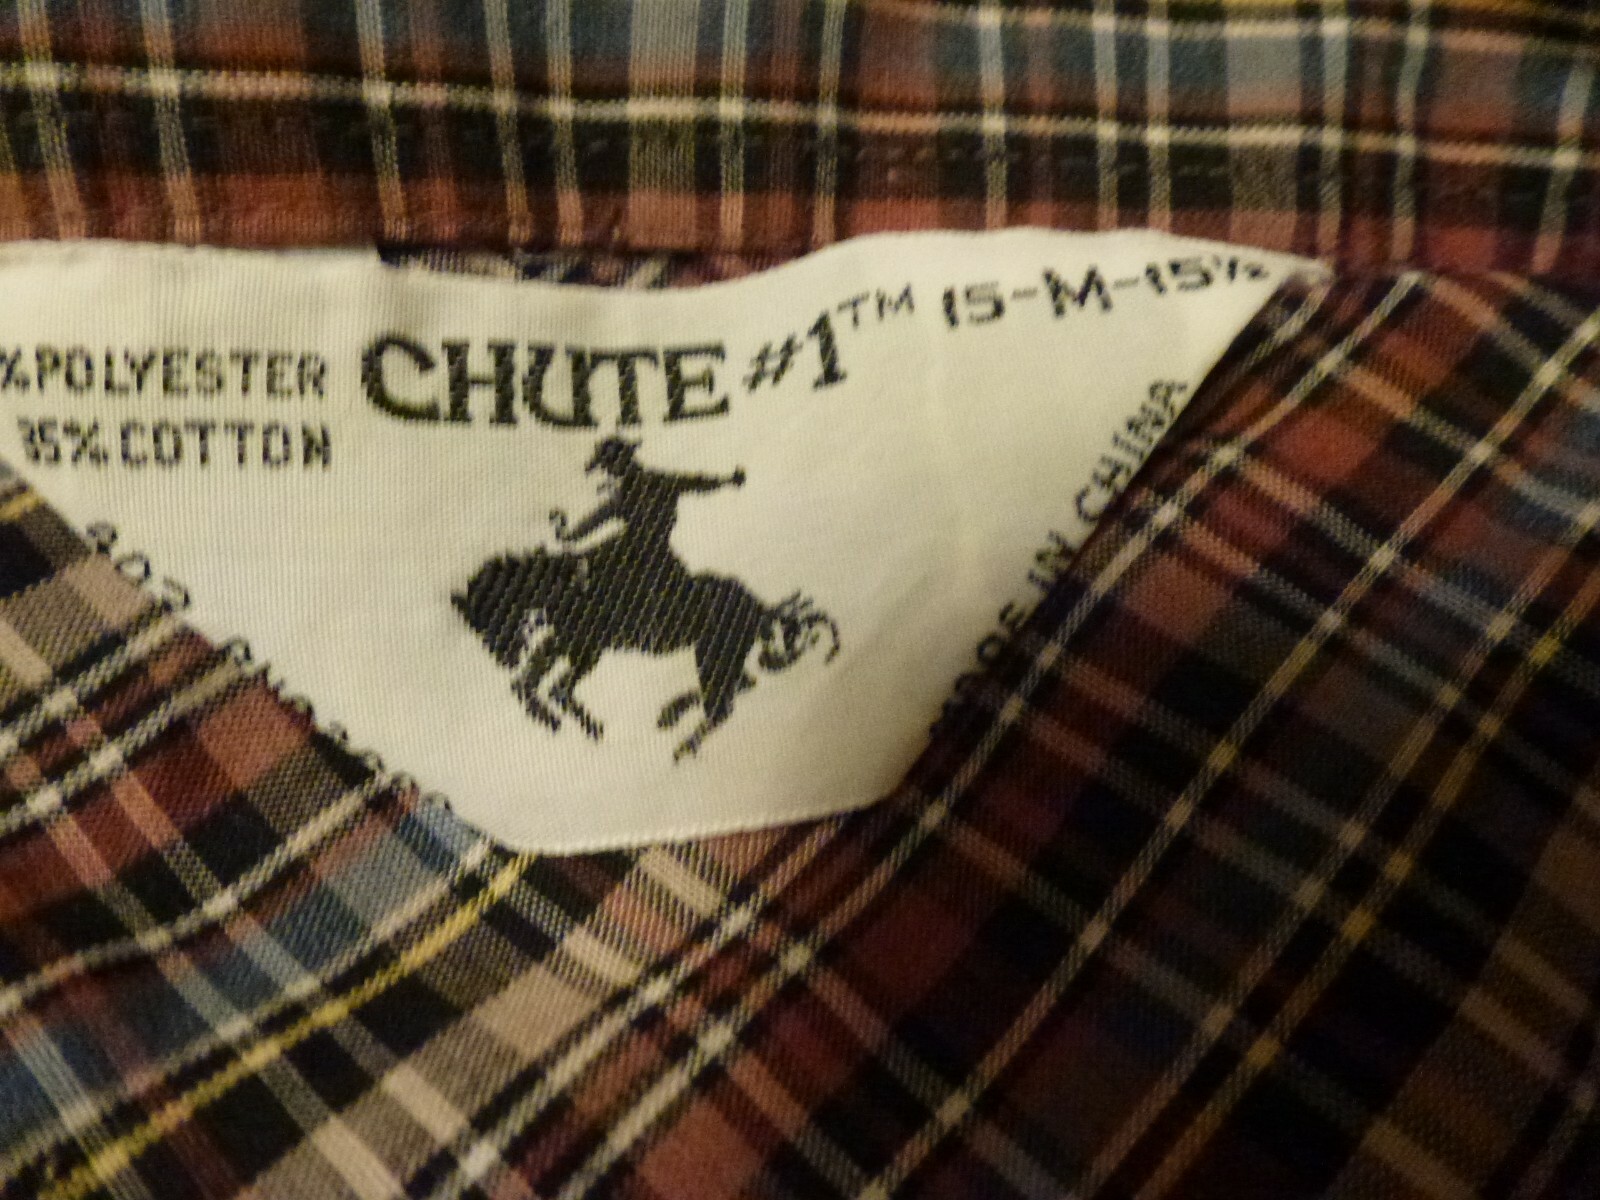 CHUTE #1™ 15-M-15½
%POLYESTER
35% COTTON
IN CHINA